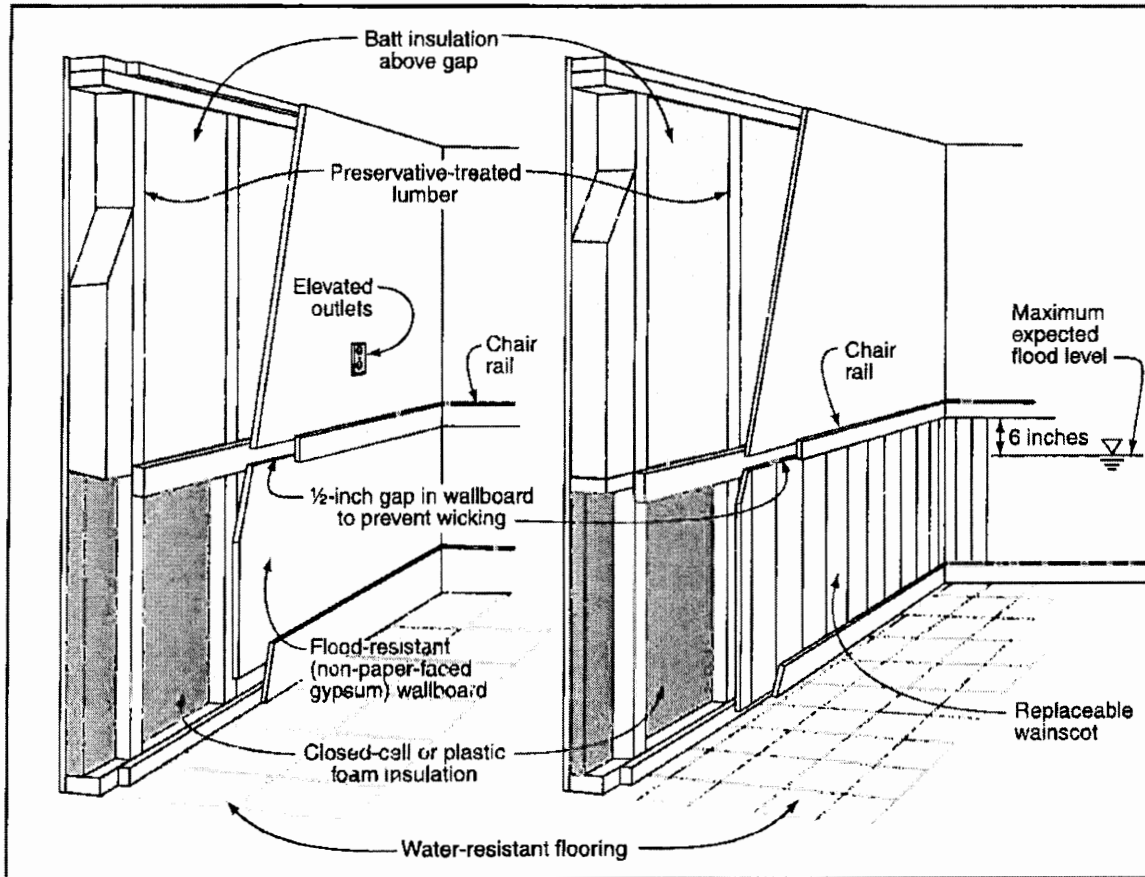 Batt insulation
above gap
Preservative-treated
lumber
Elevated
outlets
Chair
rail
Chair
rail
Maximum
expected
flood level
6 inches
½-inch gap in wallboard
to prevent wicking
Flood-resistant
(non-paper-faced
gypsum) wallboard
Replaceable
wainscot
Closed-cell or plastic
foam insulation
Water-resistant flooring